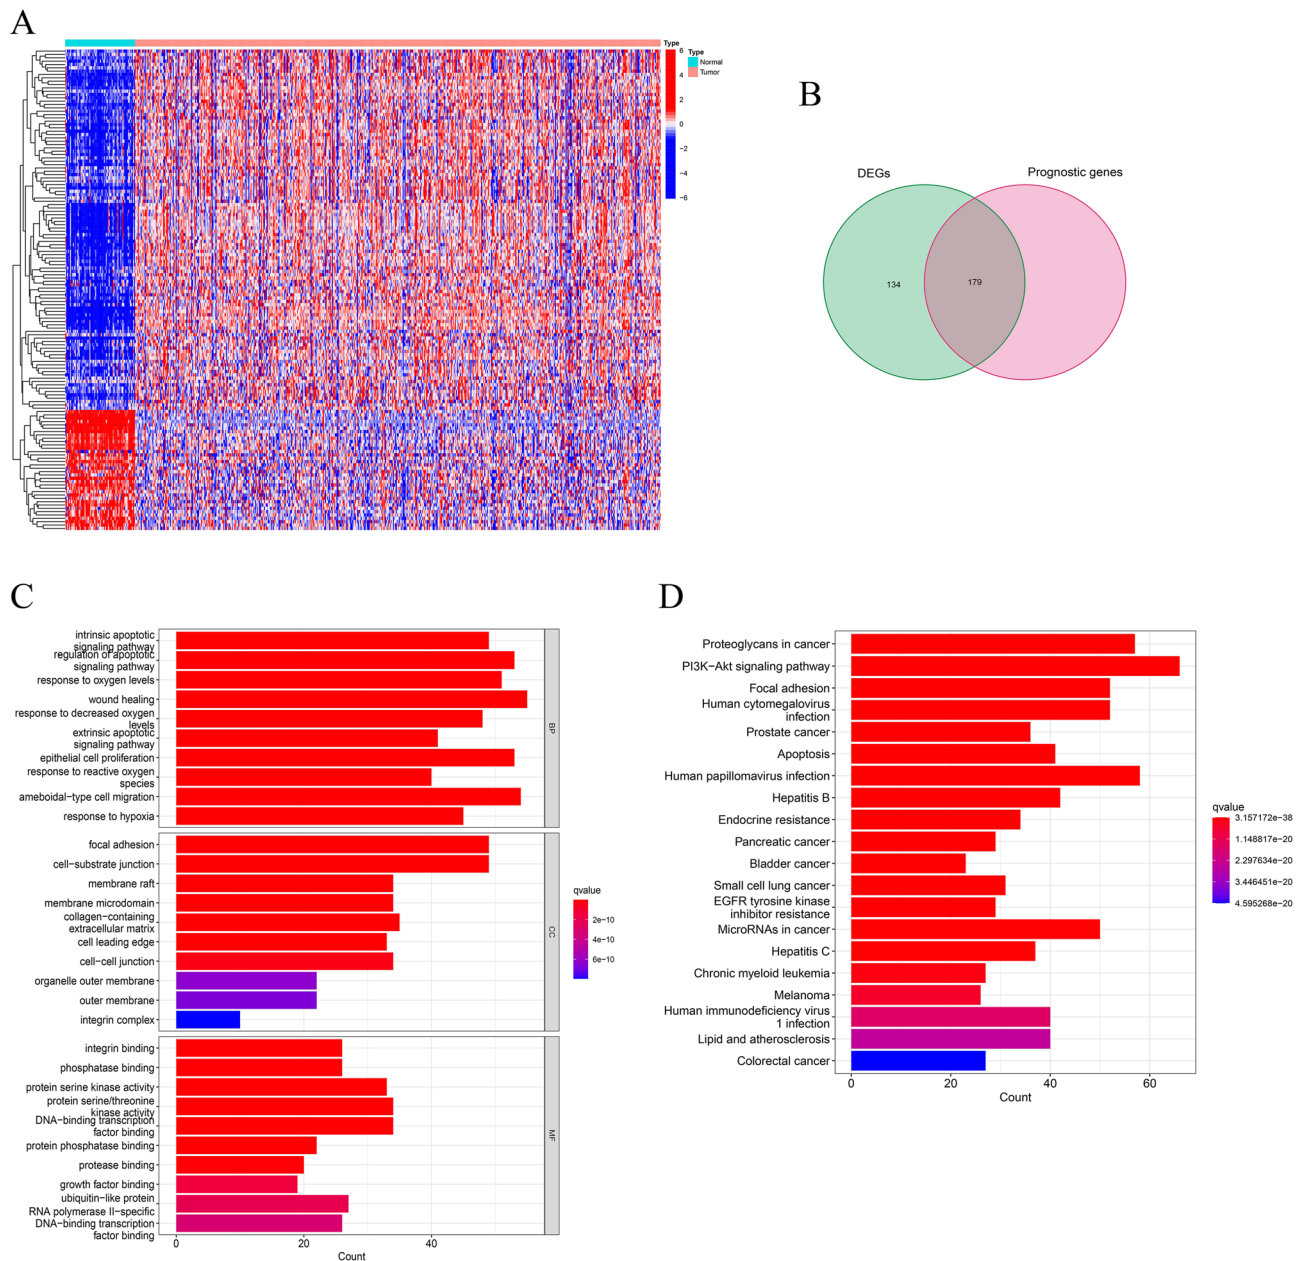 A
Type
6
4
2
0
−2
−4
−6
Type
Normal
Tumor
B
DEGs
Prognostic genes
134
179
C
intrinsic apoptotic
signaling pathway
regulation of apoptotic
signaling pathway
response to oxygen levels
wound healing
response to decreased oxygen
levels
extrinsic apoptotic
signaling pathway
epithelial cell proliferation
response to reactive oxygen
species
ameboidal−type cell migration
response to hypoxia
BP
focal adhesion
cell−substrate junction
membrane raft
membrane microdomain
collagen−containing
extracellular matrix
cell leading edge
cell−cell junction
organelle outer membrane
outer membrane
integrin complex
CC
integrin binding
phosphatase binding
protein serine kinase activity
protein serine/threonine
kinase activity
DNA−binding transcription
factor binding
protein phosphatase binding
protease binding
growth factor binding
ubiquitin−like protein
RNA polymerase II−specific
DNA−binding transcription
factor binding
MF
0
20
40
Count
qvalue
2e−10
4e−10
6e−10
D
Proteoglycans in cancer
PI3K−Akt signaling pathway
Focal adhesion
Human cytomegalovirus
infection
Prostate cancer
Apoptosis
Human papillomavirus infection
Hepatitis B
Endocrine resistance
Pancreatic cancer
Bladder cancer
Small cell lung cancer
EGFR tyrosine kinase
inhibitor resistance
MicroRNAs in cancer
Hepatitis C
Chronic myeloid leukemia
Melanoma
Human immunodeficiency virus
1 infection
Lipid and atherosclerosis
Colorectal cancer
0
20
40
60
Count
qvalue
3.157172e−38
1.148817e−20
2.297634e−20
3.446451e−20
4.595268e−20